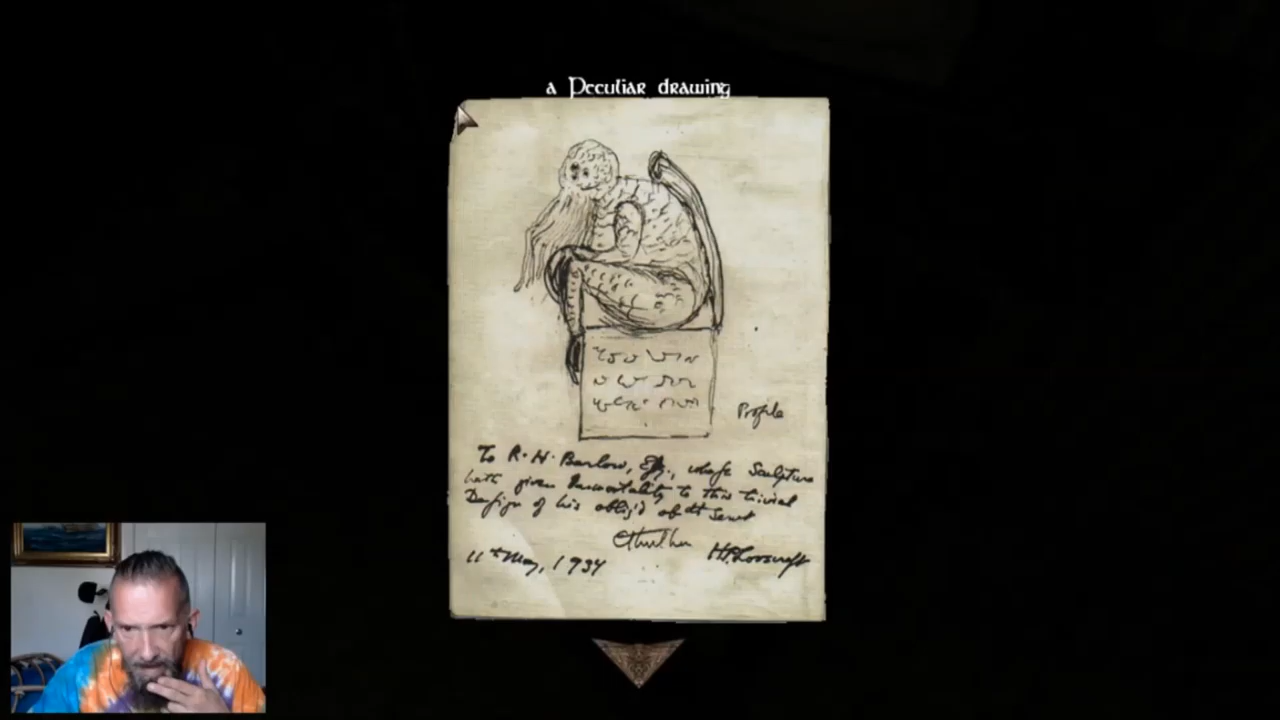 a Peculiar drawing
Profile
To R. H. Barlow, Esq., whose Sculpture
hath given Immortality to this trivial
Design of his oblig'd obdt Servt
Cthulhu H.P. Lovecraft
11th May, 1934